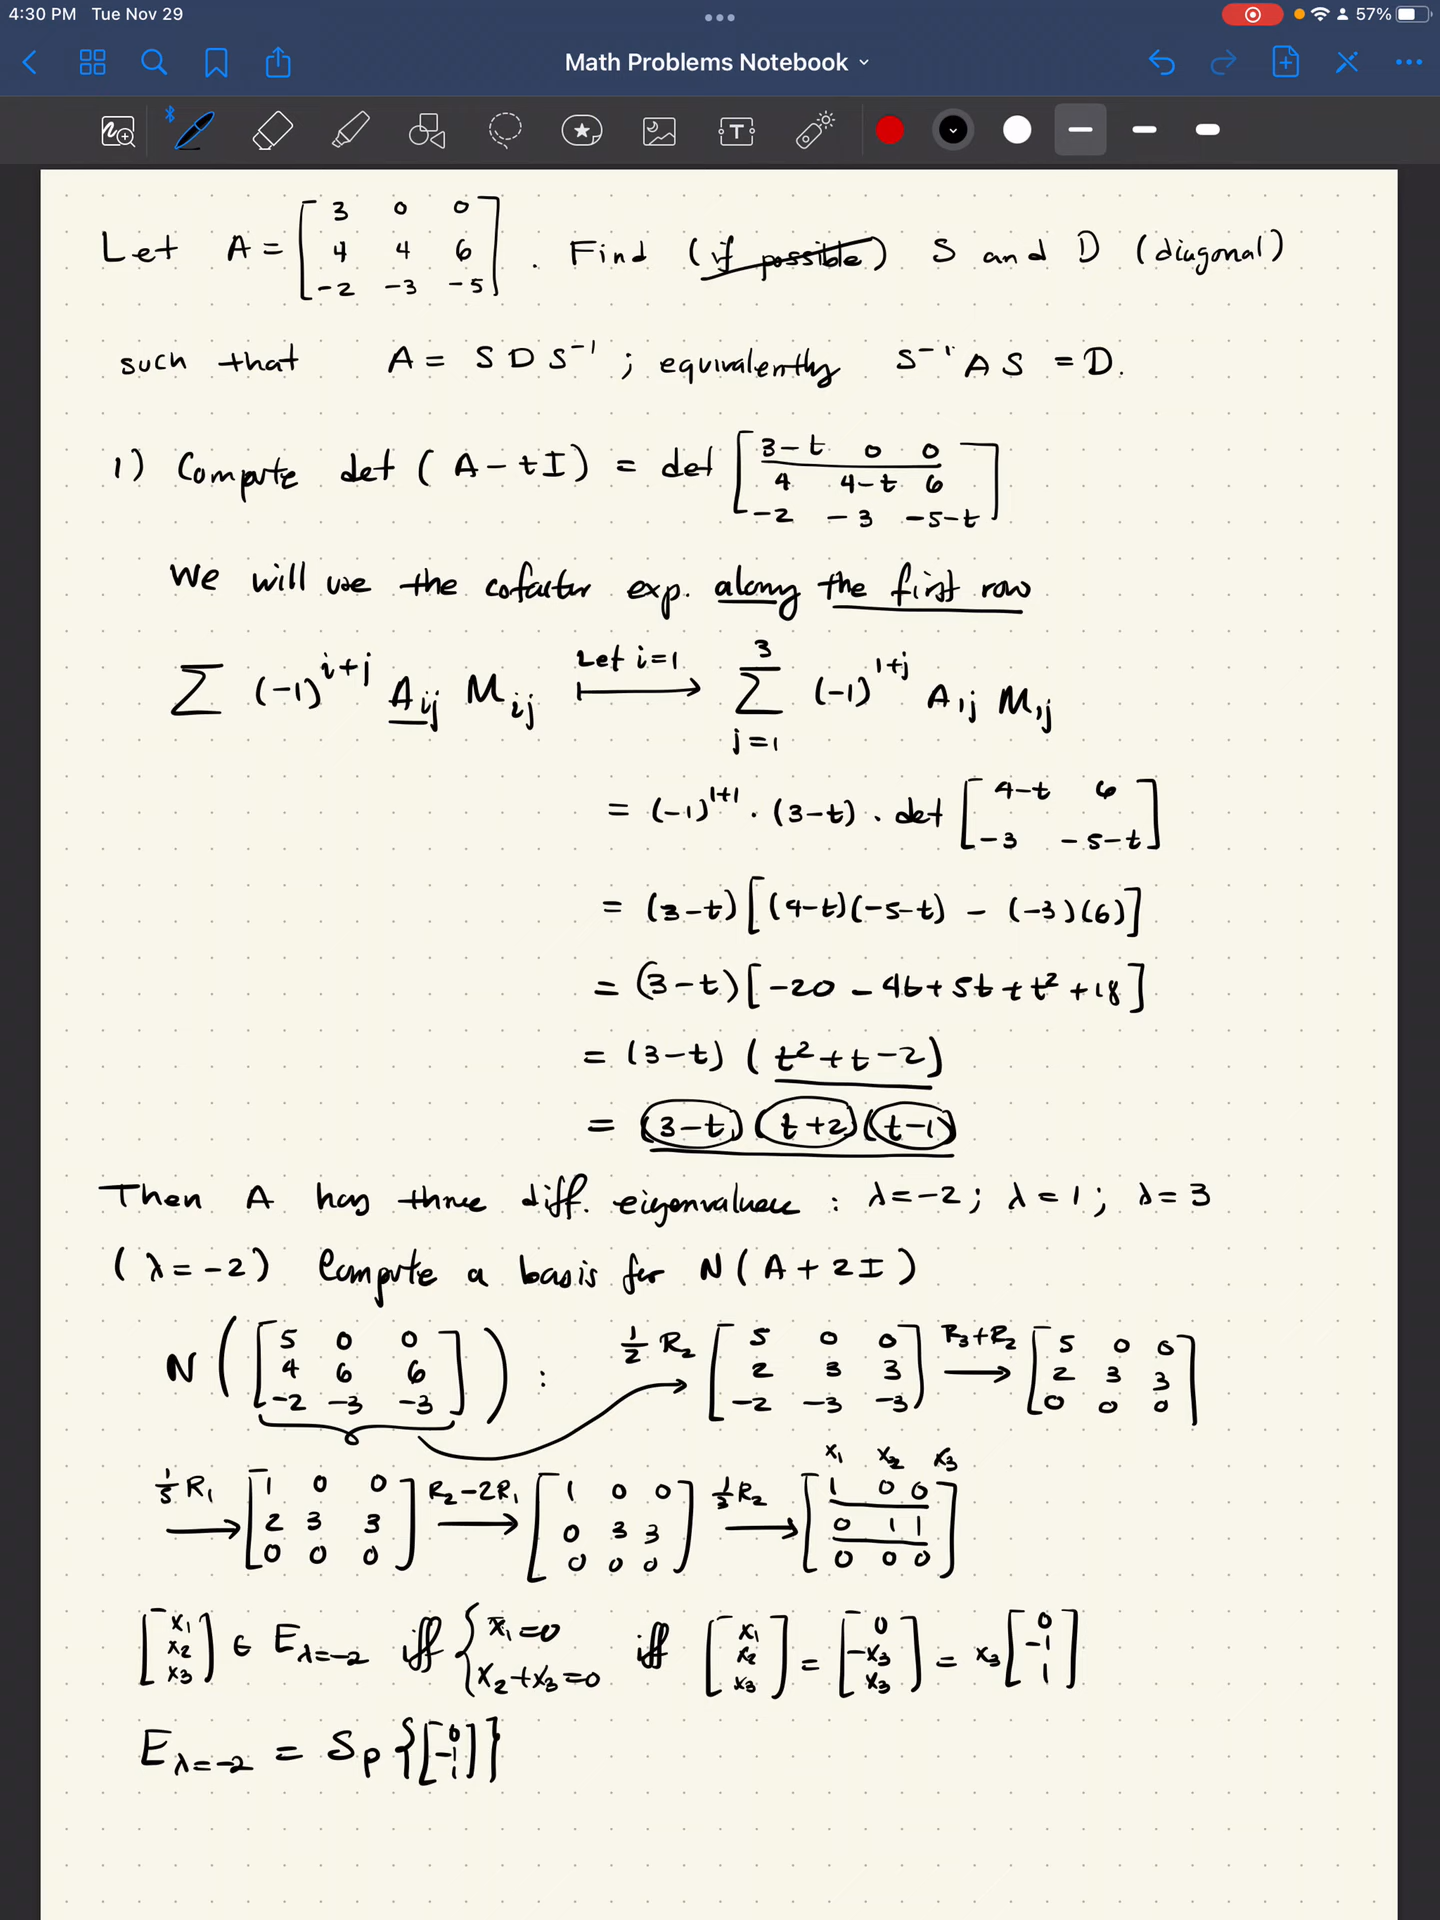 4:30 PM Tue Nov 29 57%
Math Problems Notebook
Let A = [3 0 0; 4 4 6; -2 -3 -5]. Find (if possible) S and D (diagonal)
such that A = S D S⁻¹ ; equivalently S⁻¹ A S = D.
1) Compute det (A - tI) = det [3-t 0 0; 4 4-t 6; -2 -3 -5-t]
We will use the cofactor exp. along the first row
∑ (-1)^{i+j} A_ij M_ij Let i=1 ⟼ ∑_{j=1}^{3} (-1)^{1+j} A_1j M_1j
= (-1)^{1+1} · (3-t) · det [4-t 6; -3 -5-t]
= (3-t) [(4-t)(-5-t) - (-3)(6)]
= (3-t) [-20 - 4t + 5t + t² + 18]
= (3-t) (t² + t - 2)
= (3-t) (t+2) (t-1)
Then A has three diff. eigenvalues : λ=-2; λ=1; λ=3
(λ=-2) Compute a basis for N(A+2I)
N([5 0 0; 4 6 6; -2 -3 -3]) : ½ R₂ → [5 0 0; 2 3 3; -2 -3 -3] R₃+R₂ → [5 0 0; 2 3 3; 0 0 0]
x₁ x₂ x₃
⅕ R₁ → [1 0 0; 2 3 3; 0 0 0] R₂-2R₁ → [1 0 0; 0 3 3; 0 0 0] ⅓R₂ → [1 0 0; 0 1 1; 0 0 0]
[x₁; x₂; x₃] ∈ E_{λ=-2} iff { x₁=0; x₂+x₃=0 iff [x₁; x₂; x₃] = [0; -x₃; x₃] = x₃ [0; -1; 1]
E_{λ=-2} = Sp {[0; -1; 1]}